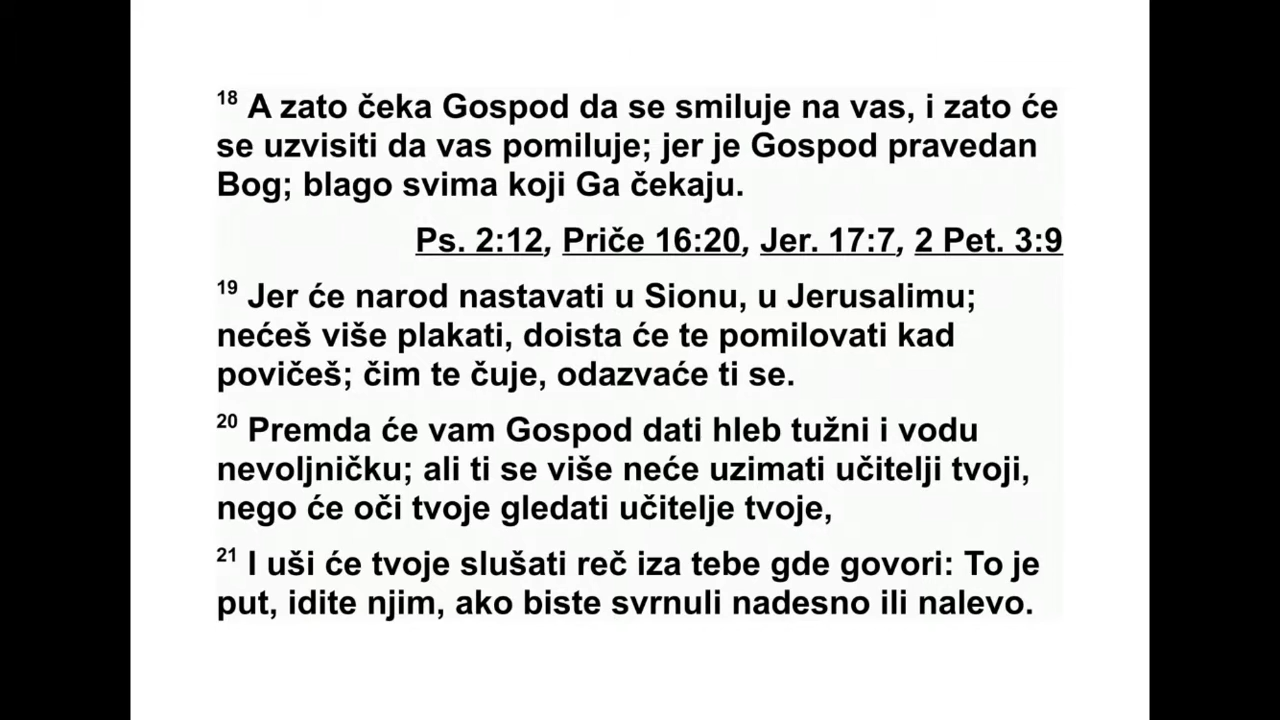 18 A zato čeka Gospod da se smiluje na vas, i zato će
se uzvisiti da vas pomiluje; jer je Gospod pravedan
Bog; blago svima koji Ga čekaju.
Ps. 2:12, Priče 16:20, Jer. 17:7, 2 Pet. 3:9
19 Jer će narod nastavati u Sionu, u Jerusalimu;
nećeš više plakati, doista će te pomilovati kad
povičeš; čim te čuje, odazvaće ti se.
20 Premda će vam Gospod dati hleb tužni i vodu
nevoljničku; ali ti se više neće uzimati učitelji tvoji,
nego će oči tvoje gledati učitelje tvoje,
21 I uši će tvoje slušati reč iza tebe gde govori: To je
put, idite njim, ako biste svrnuli nadesno ili nalevo.